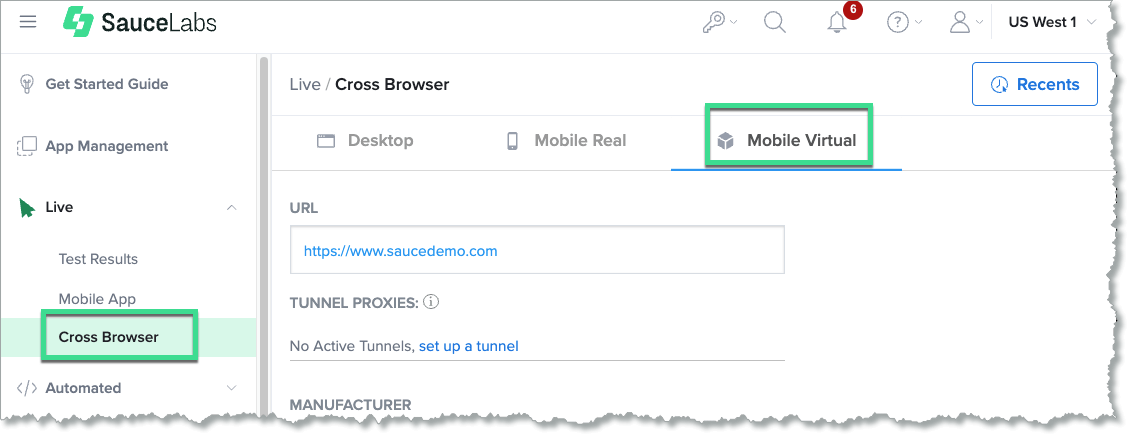 SauceLabs
6
US West 1
Get Started Guide
App Management
Live
Test Results
Mobile App
Cross Browser
Automated
Live / Cross Browser
Recents
Desktop
Mobile Real
Mobile Virtual
URL
https://www.saucedemo.com
TUNNEL PROXIES:
No Active Tunnels, set up a tunnel
MANUFACTURER